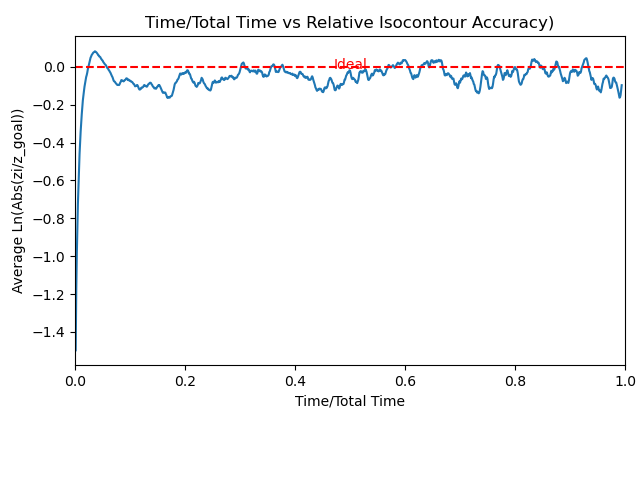 Time/Total Time vs Relative Isocontour Accuracy)
Average Ln(Abs(zi/z_goal))
0.0
−0.2
−0.4
−0.6
−0.8
−1.0
−1.2
−1.4
Ideal
0.0 0.2 0.4 0.6 0.8 1.0
Time/Total Time